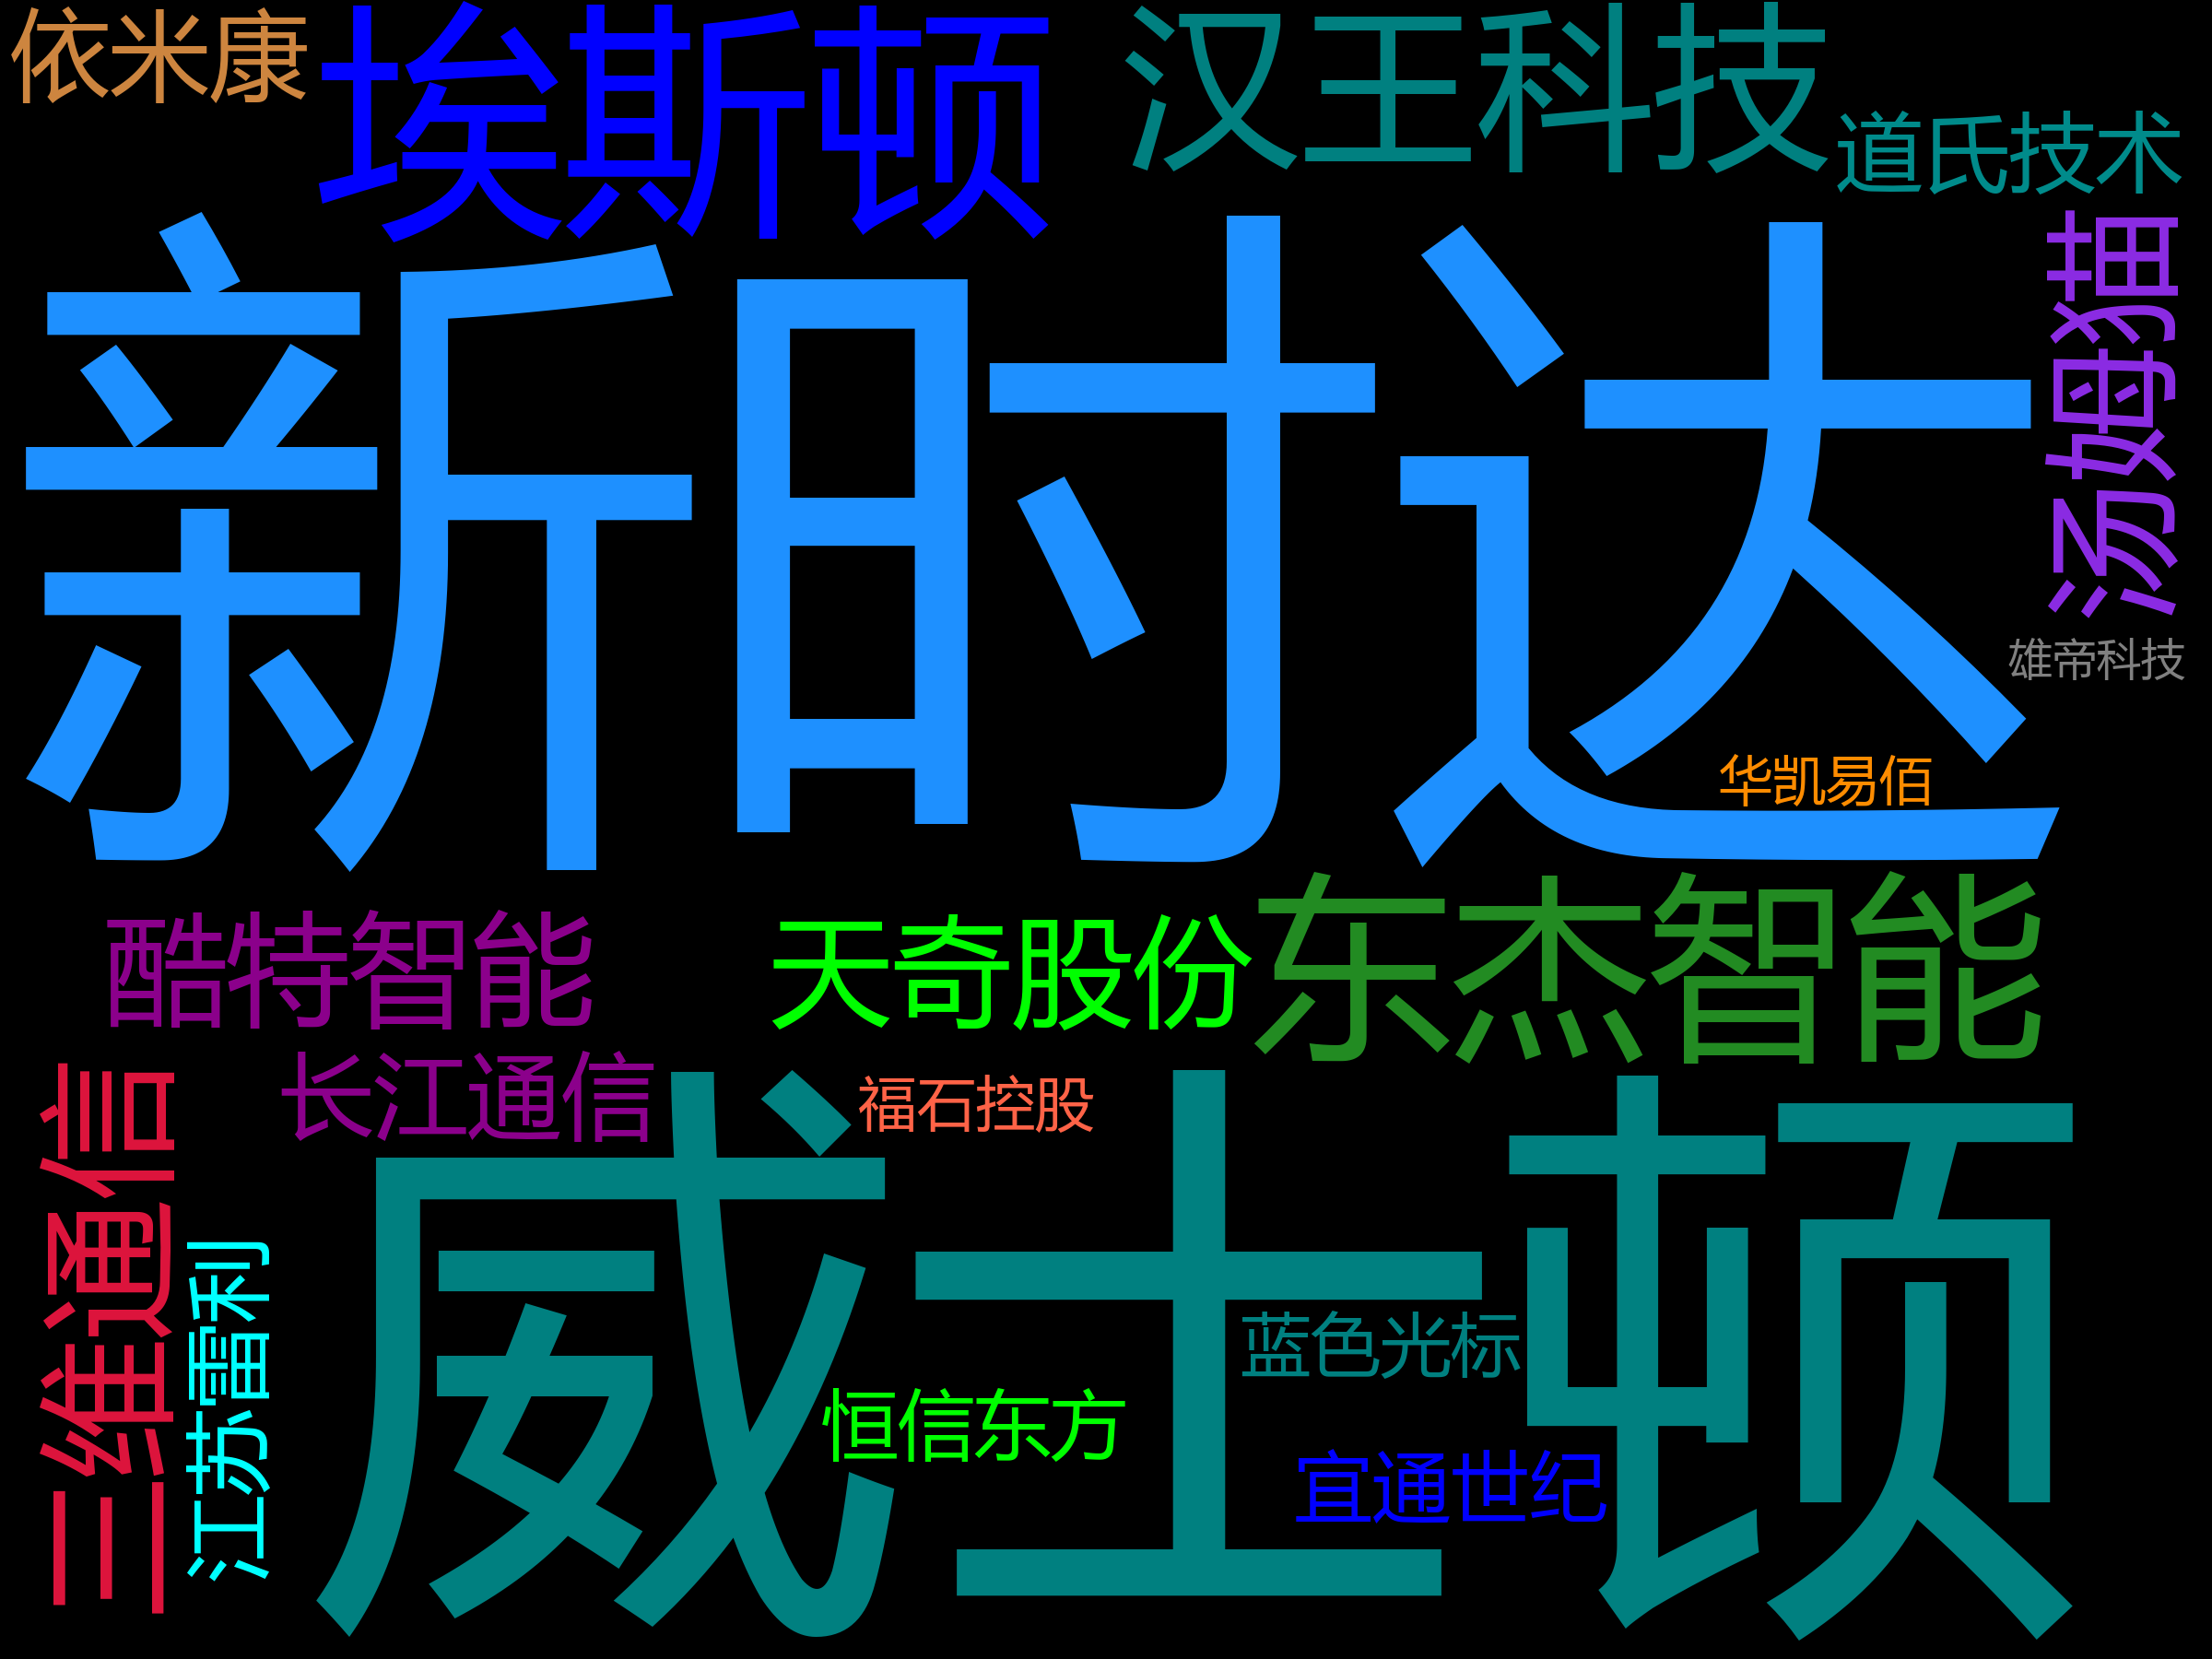 依米康
埃斯顿
汉王科技
道氏技术
新时达
汤姆猫
雄帝科技
华凯易佰
酷特智能
天奇股份
东杰智能
长江通信
福石控股
三维通信
江苏雷利
威士顿
蓝色光标
恒信东方
直通世纪